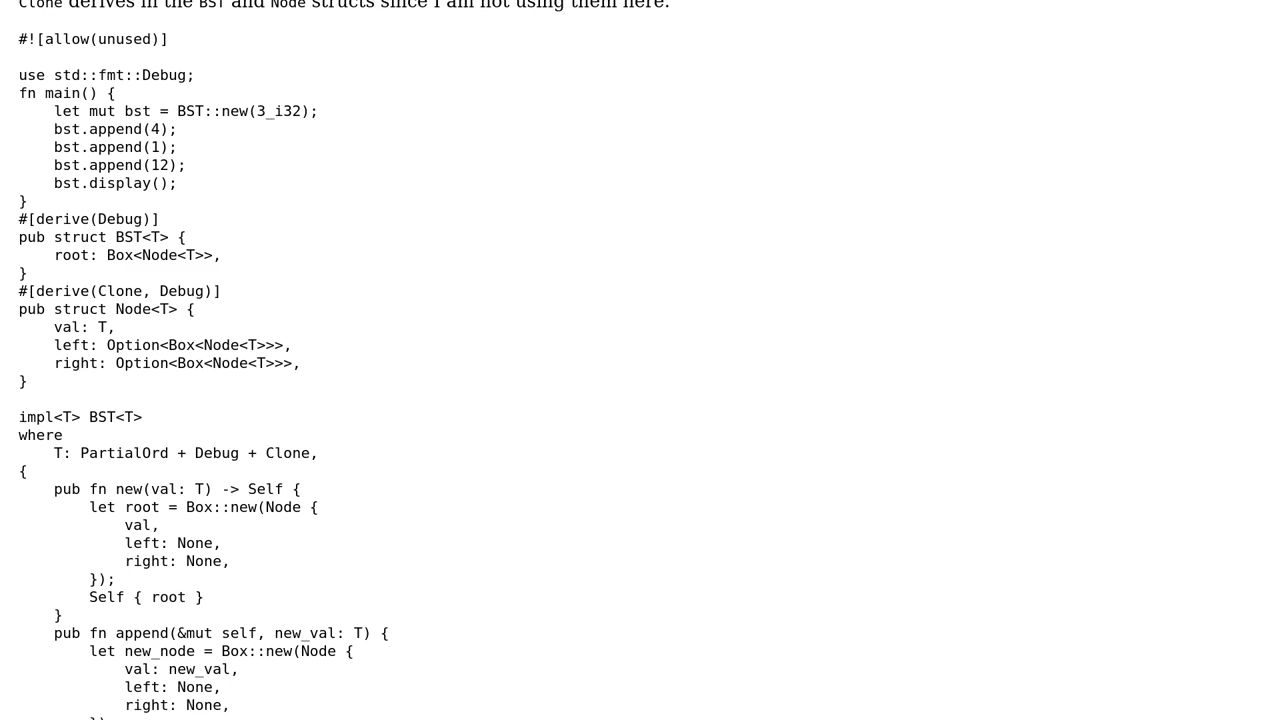 Clone derives in the BST and Node structs since I am not using them here.
#![allow(unused)]
use std::fmt::Debug;
fn main() {
    let mut bst = BST::new(3_i32);
    bst.append(4);
    bst.append(1);
    bst.append(12);
    bst.display();
}
#[derive(Debug)]
pub struct BST<T> {
    root: Box<Node<T>>,
}
#[derive(Clone, Debug)]
pub struct Node<T> {
    val: T,
    left: Option<Box<Node<T>>>,
    right: Option<Box<Node<T>>>,
}
impl<T> BST<T>
where
    T: PartialOrd + Debug + Clone,
{
    pub fn new(val: T) -> Self {
        let root = Box::new(Node {
            val,
            left: None,
            right: None,
        });
        Self { root }
    }
    pub fn append(&mut self, new_val: T) {
        let new_node = Box::new(Node {
            val: new_val,
            left: None,
            right: None,